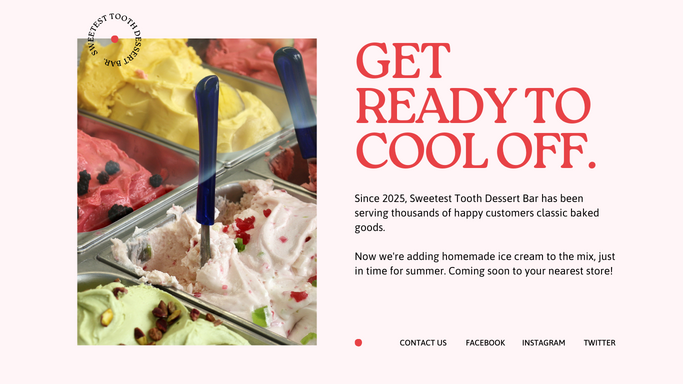 SWEETEST TOOTH DESSERT BAR
GET
READY TO
COOL OFF.
Since 2025, Sweetest Tooth Dessert Bar has been
serving thousands of happy customers classic baked
goods.
Now we're adding homemade ice cream to the mix, just
in time for summer. Coming soon to your nearest store!
CONTACT US FACEBOOK INSTAGRAM TWITTER